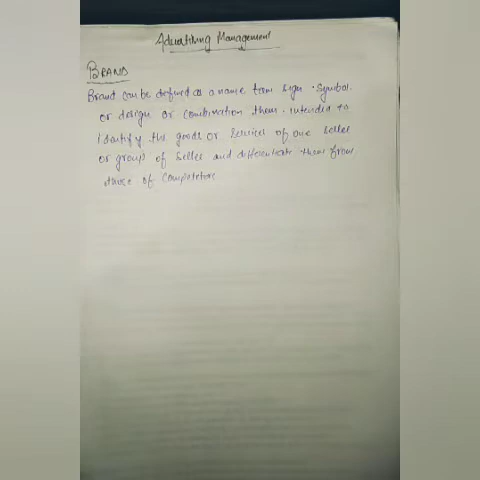 Advertising Management
BRAND
Brand can be defined as a name term sign . Symbol.
or design or combination them . intended to
Identify the goods or services of one seller
or group of seller and differentiate them from
those of competetors